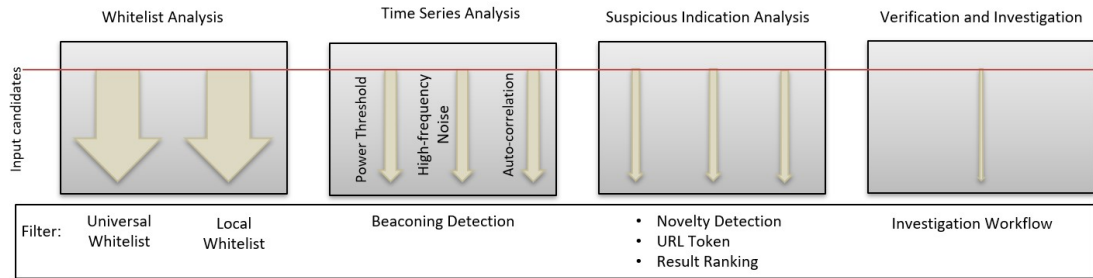 Whitelist Analysis
Time Series Analysis
Suspicious Indication Analysis
Verification and Investigation
Input candidates
Power Threshold
High-frequency
Noise
Auto-correlation
Filter:
Universal
Whitelist
Local
Whitelist
Beaconing Detection
• Novelty Detection
• URL Token
• Result Ranking
Investigation Workflow